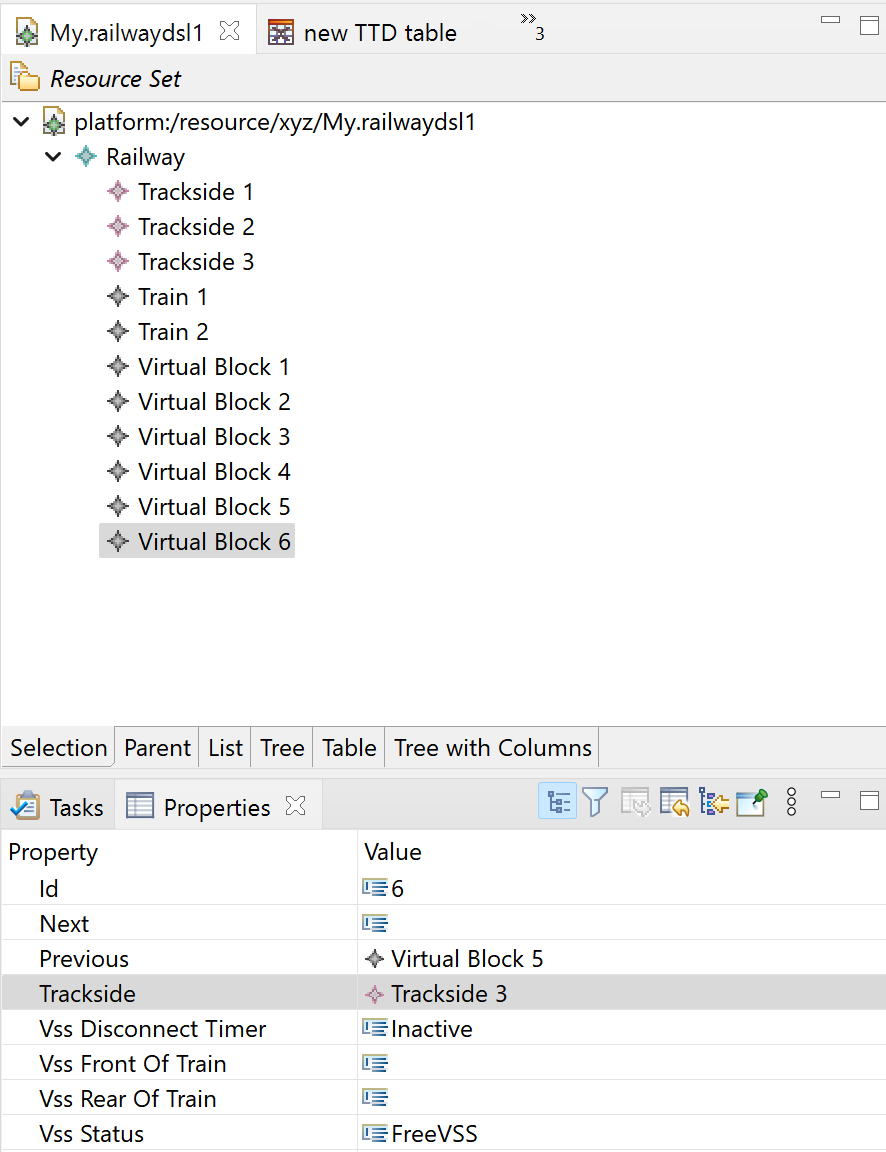 My.railwaydsl1 new TTD table »3
Resource Set
platform:/resource/xyz/My.railwaydsl1
Railway
Trackside 1
Trackside 2
Trackside 3
Train 1
Train 2
Virtual Block 1
Virtual Block 2
Virtual Block 3
Virtual Block 4
Virtual Block 5
Virtual Block 6
Selection Parent List Tree Table Tree with Columns
Tasks Properties
Property Value
Id 6
Next
Previous Virtual Block 5
Trackside Trackside 3
Vss Disconnect Timer Inactive
Vss Front Of Train
Vss Rear Of Train
Vss Status FreeVSS